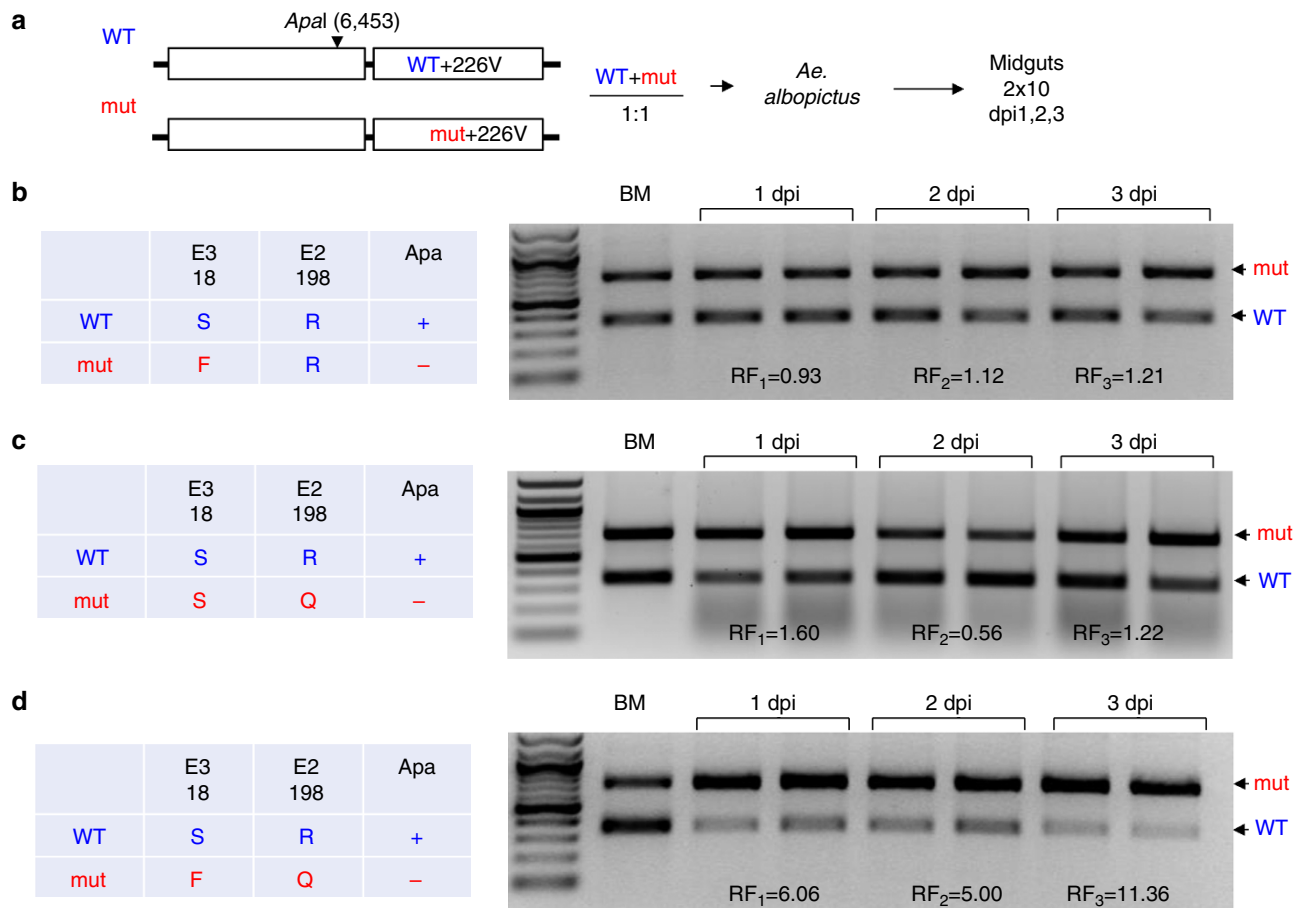 a
ApaI (6,453)
WT
WT+226V
mut
mut+226V
WT+mut
1:1
Ae.
albopictus
Midguts
2x10
dpi1,2,3
b
BM 1 dpi 2 dpi 3 dpi
E3 18 E2 198 Apa
WT S R +
mut F R –
mut
WT
RF1=0.93 RF2=1.12 RF3=1.21
c
BM 1 dpi 2 dpi 3 dpi
E3 18 E2 198 Apa
WT S R +
mut S Q –
mut
WT
RF1=1.60 RF2=0.56 RF3=1.22
d
BM 1 dpi 2 dpi 3 dpi
E3 18 E2 198 Apa
WT S R +
mut F Q –
mut
WT
RF1=6.06 RF2=5.00 RF3=11.36